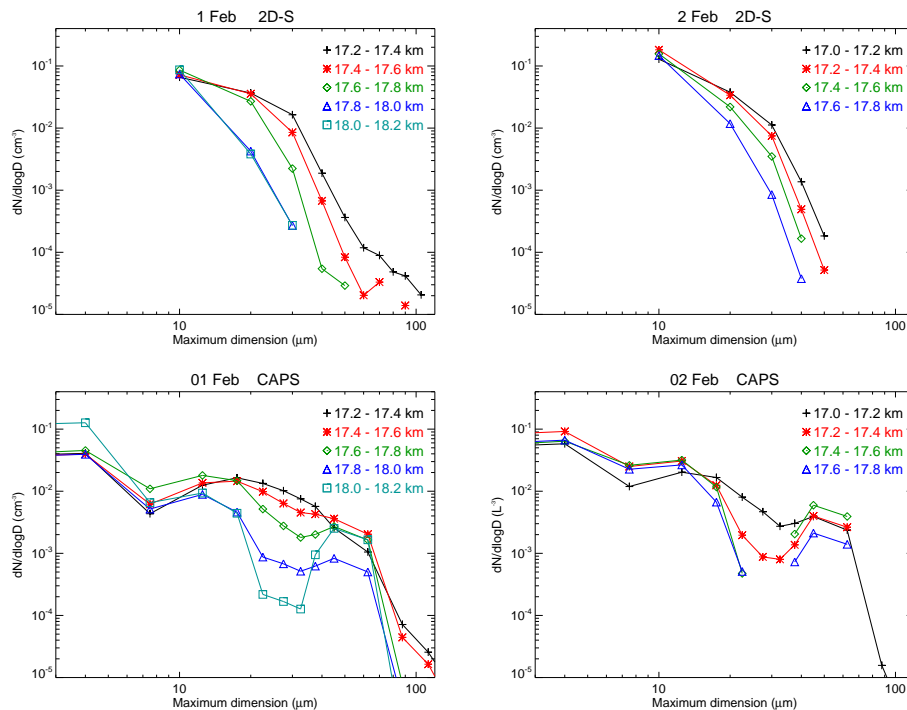 1 Feb 2D-S
17.2 - 17.4 km
17.4 - 17.6 km
17.6 - 17.8 km
17.8 - 18.0 km
18.0 - 18.2 km
dN/dlogD (cm⁻³)
10⁻¹
10⁻²
10⁻³
10⁻⁴
10⁻⁵
10 100
Maximum dimension (μm)
2 Feb 2D-S
17.0 - 17.2 km
17.2 - 17.4 km
17.4 - 17.6 km
17.6 - 17.8 km
dN/dlogD (cm⁻³)
10⁻¹
10⁻²
10⁻³
10⁻⁴
10⁻⁵
10 100
Maximum dimension (μm)
01 Feb CAPS
17.2 - 17.4 km
17.4 - 17.6 km
17.6 - 17.8 km
17.8 - 18.0 km
18.0 - 18.2 km
dN/dlogD (cm⁻³)
10⁻¹
10⁻²
10⁻³
10⁻⁴
10⁻⁵
10 100
Maximum dimension (μm)
02 Feb CAPS
17.0 - 17.2 km
17.2 - 17.4 km
17.4 - 17.6 km
17.6 - 17.8 km
dN/dlogD (L⁻¹)
10⁻¹
10⁻²
10⁻³
10⁻⁴
10⁻⁵
10 100
Maximum dimension (μm)